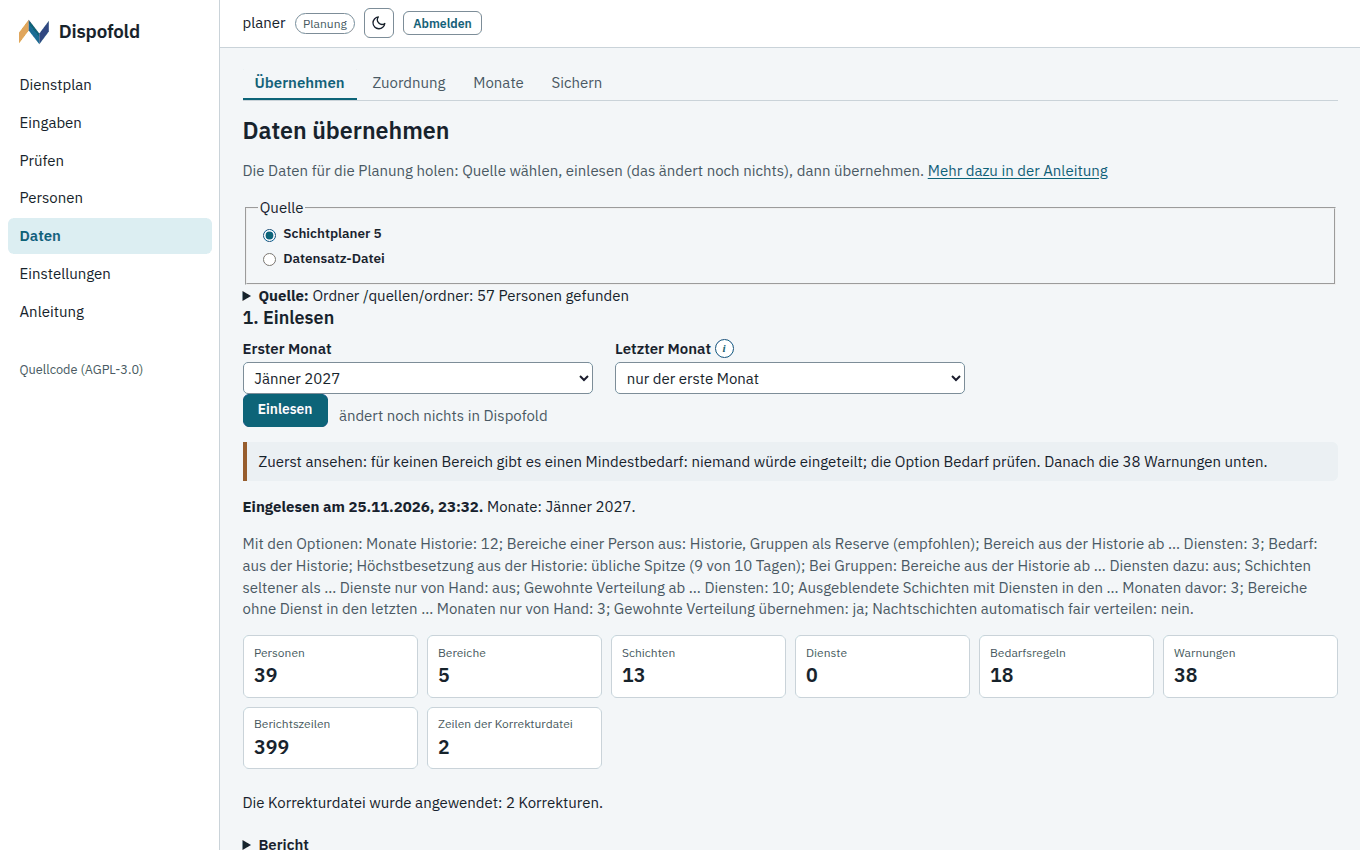 Dispofold
Dienstplan
Eingaben
Prüfen
Personen
Daten
Einstellungen
Anleitung
Quellcode (AGPL-3.0)
planer
Planung
Abmelden
Übernehmen
Zuordnung
Monate
Sichern
Daten übernehmen
Die Daten für die Planung holen: Quelle wählen, einlesen (das ändert noch nichts), dann übernehmen. Mehr dazu in der Anleitung
Quelle
Schichtplaner 5
Datensatz-Datei
Quelle: Ordner /quellen/ordner: 57 Personen gefunden
1. Einlesen
Erster Monat
Letzter Monat i
Jänner 2027
nur der erste Monat
Einlesen
ändert noch nichts in Dispofold
Zuerst ansehen: für keinen Bereich gibt es einen Mindestbedarf: niemand würde eingeteilt; die Option Bedarf prüfen. Danach die 38 Warnungen unten.
Eingelesen am 25.11.2026, 23:32. Monate: Jänner 2027.
Mit den Optionen: Monate Historie: 12; Bereiche einer Person aus: Historie, Gruppen als Reserve (empfohlen); Bereich aus der Historie ab ... Diensten: 3; Bedarf:
aus der Historie; Höchstbesetzung aus der Historie: übliche Spitze (9 von 10 Tagen); Bei Gruppen: Bereiche aus der Historie ab ... Diensten dazu: aus; Schichten
seltener als ... Dienste nur von Hand: aus; Gewohnte Verteilung ab ... Diensten: 10; Ausgeblendete Schichten mit Diensten in den ... Monaten davor: 3; Bereiche
ohne Dienst in den letzten ... Monaten nur von Hand: 3; Gewohnte Verteilung übernehmen: ja; Nachtschichten automatisch fair verteilen: nein.
Personen
39
Bereiche
5
Schichten
13
Dienste
0
Bedarfsregeln
18
Warnungen
38
Berichtszeilen
399
Zeilen der Korrekturdatei
2
Die Korrekturdatei wurde angewendet: 2 Korrekturen.
Bericht